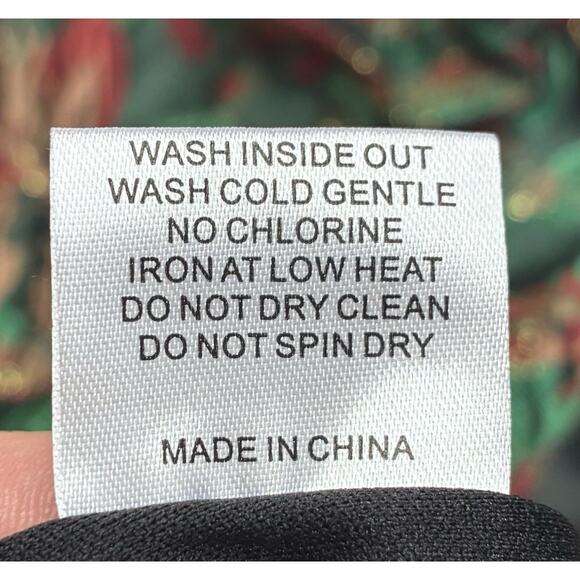 WASH INSIDE OUT
WASH COLD GENTLE
NO CHLORINE
IRON AT LOW HEAT
DO NOT DRY CLEAN
DO NOT SPIN DRY
MADE IN CHINA